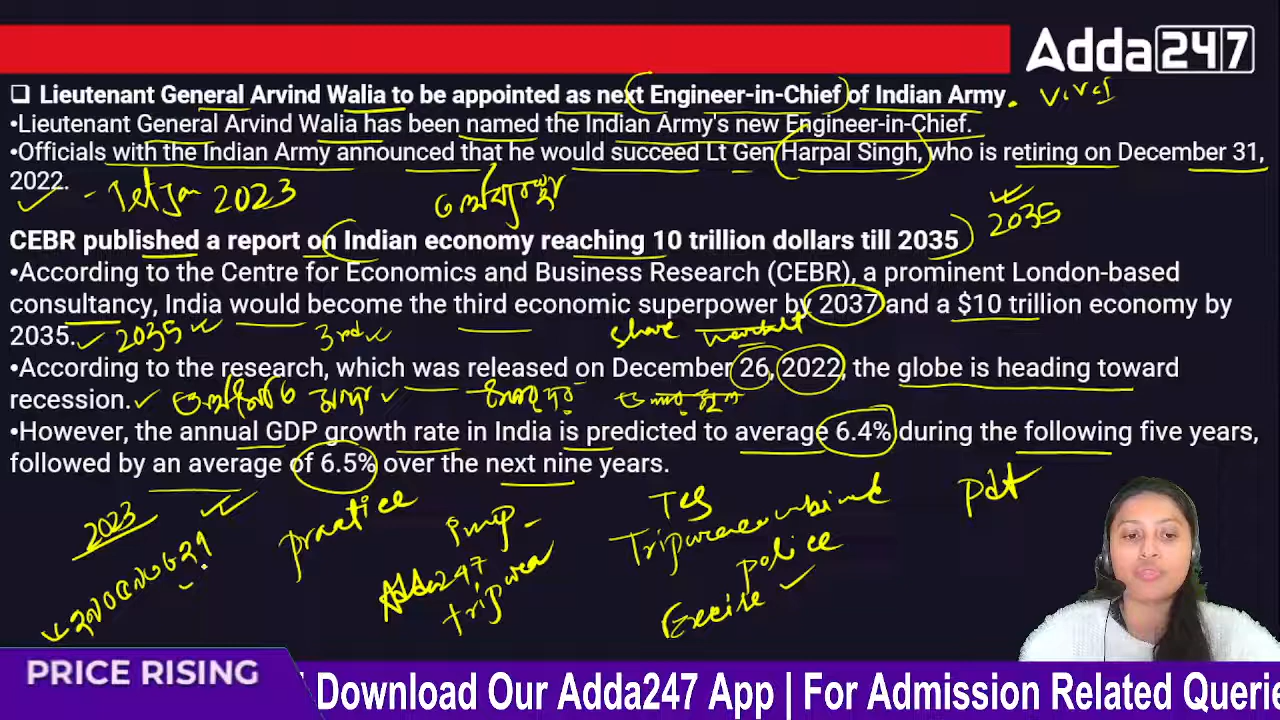 Adda247
❑ Lieutenant General Arvind Walia to be appointed as next Engineer-in-Chief of Indian Army. V.V.I
•Lieutenant General Arvind Walia has been named the Indian Army's new Engineer-in-Chief.
•Officials with the Indian Army announced that he would succeed Lt Gen Harpal Singh, who is retiring on December 31,
2022.
2023
2035
CEBR published a report on Indian economy reaching 10 trillion dollars till 2035
•According to the Centre for Economics and Business Research (CEBR), a prominent London-based
consultancy, India would become the third economic superpower by 2037 and a $10 trillion economy by
2035. 2035 3rd share
•According to the research, which was released on December 26, 2022, the globe is heading toward
recession.
•However, the annual GDP growth rate in India is predicted to average 6.4% during the following five years,
followed by an average of 6.5% over the next nine years.
2023 practice imp TCS pdf
Adda247 police
Excise
PRICE RISING
Download Our Adda247 App | For Admission Related Querie